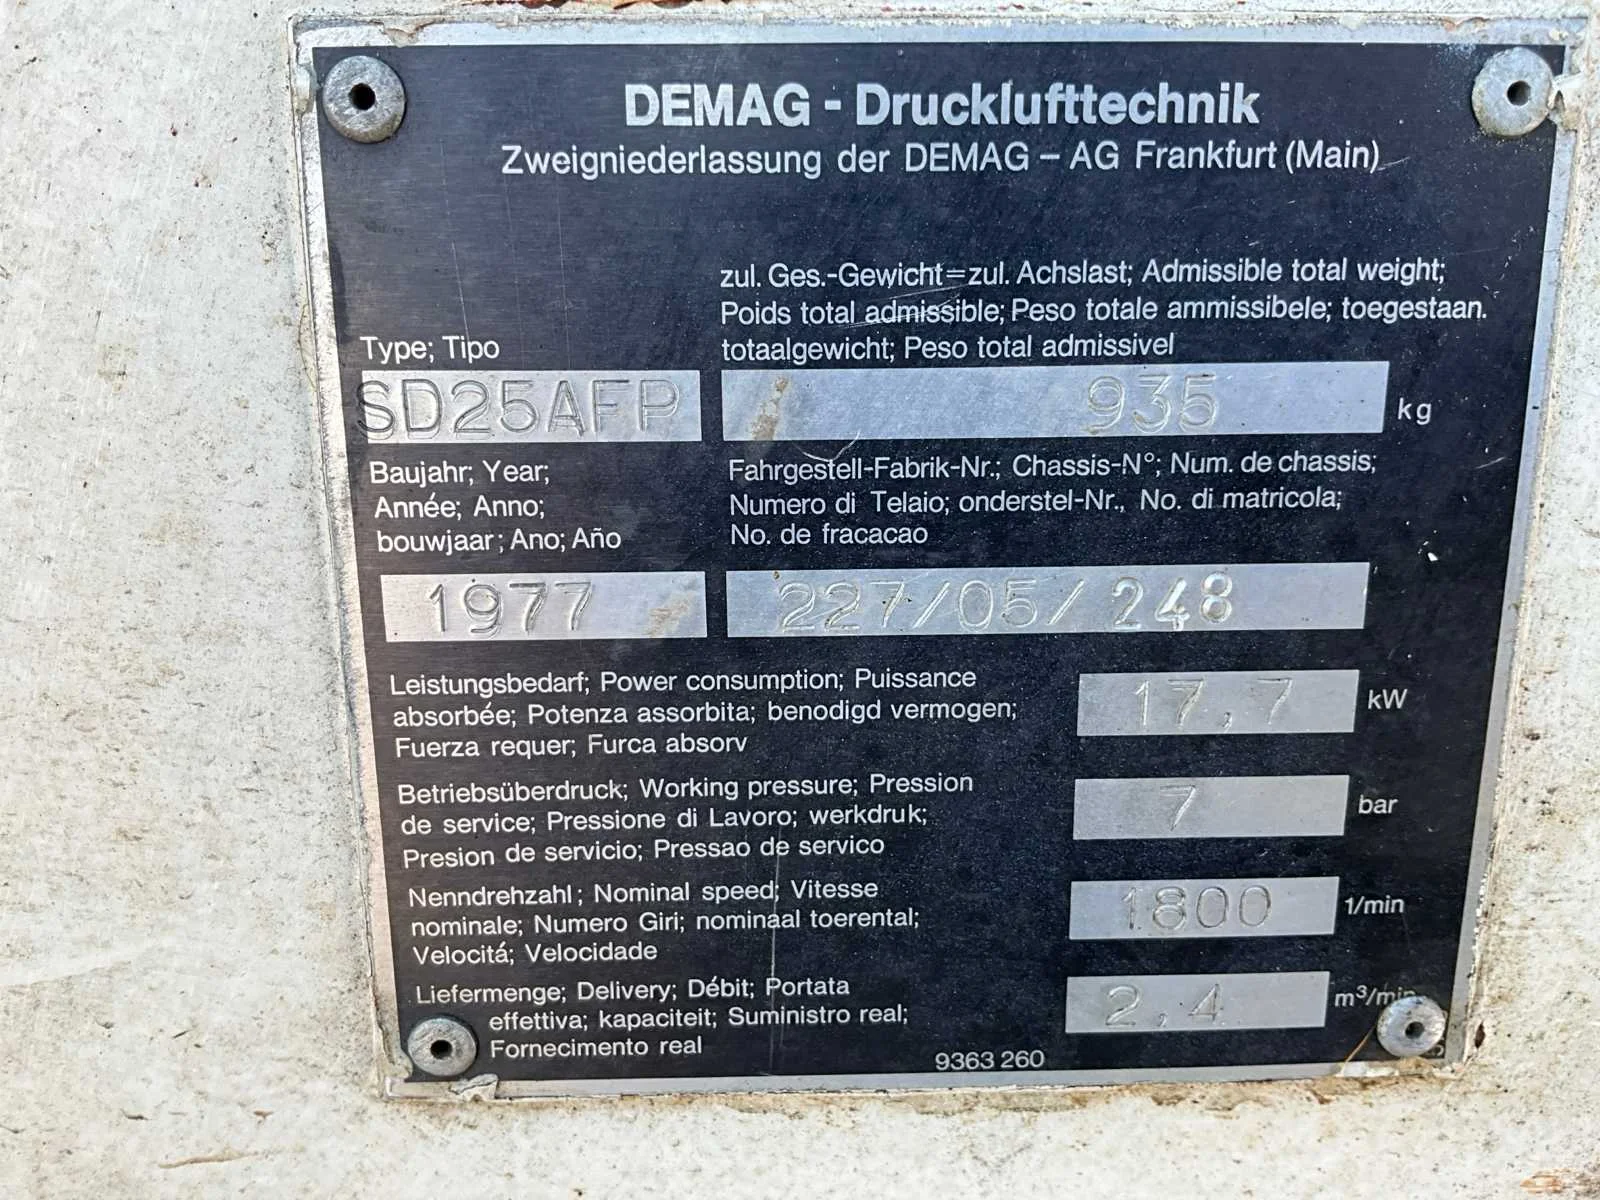 DEMAG - Drucklufttechnik
Zweigniederlassung der DEMAG – AG Frankfurt (Main)
zul. Ges.-Gewicht=zul. Achslast; Admissible total weight;
Poids total admissible; Peso totale ammissibele; toegestaan.
totaalgewicht; Peso total admissivel
Type; Tipo
SD25AFP
935 kg
Baujahr; Year;
Année; Anno;
bouwjaar; Ano; Año
1977
Fahrgestell-Fabrik-Nr.; Chassis-N°; Num. de chassis;
Numero di Telaio; onderstel-Nr., No. di matricola;
No. de fracacao
227/05/248
Leistungsbedarf; Power consumption; Puissance
absorbée; Potenza assorbita; benodigd vermogen;
Fuerza requer; Furca absorv
17,7 kW
Betriebsüberdruck; Working pressure; Pression
de service; Pressione di Lavoro; werkdruk;
Presion de servicio; Pressao de servico
7 bar
Nenndrehzahl; Nominal speed; Vitesse
nominale; Numero Giri; nominaal toerental;
Velocitá; Velocidade
1800 1/min
Liefermenge; Delivery; Débit; Portata
effettiva; kapaciteit; Suministro real;
Fornecimento real
2,4 m³/min
9363 260